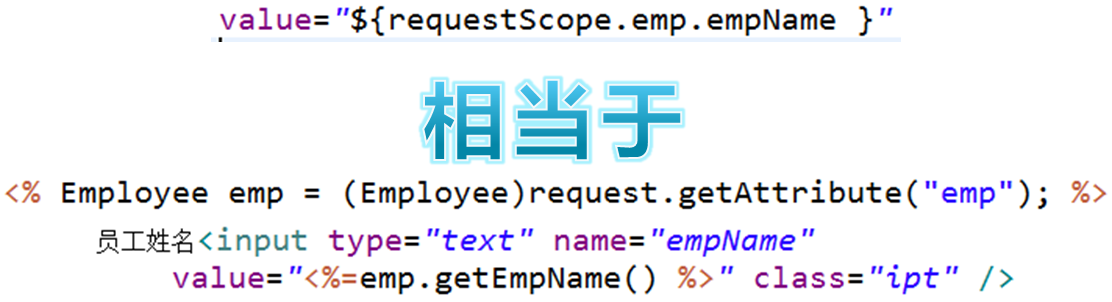 value="${requestScope.emp.empName }"
相当于
<% Employee emp = (Employee)request.getAttribute("emp"); %>
员工姓名<input type="text" name="empName"
value="<%=emp.getEmpName() %>" class="ipt" />